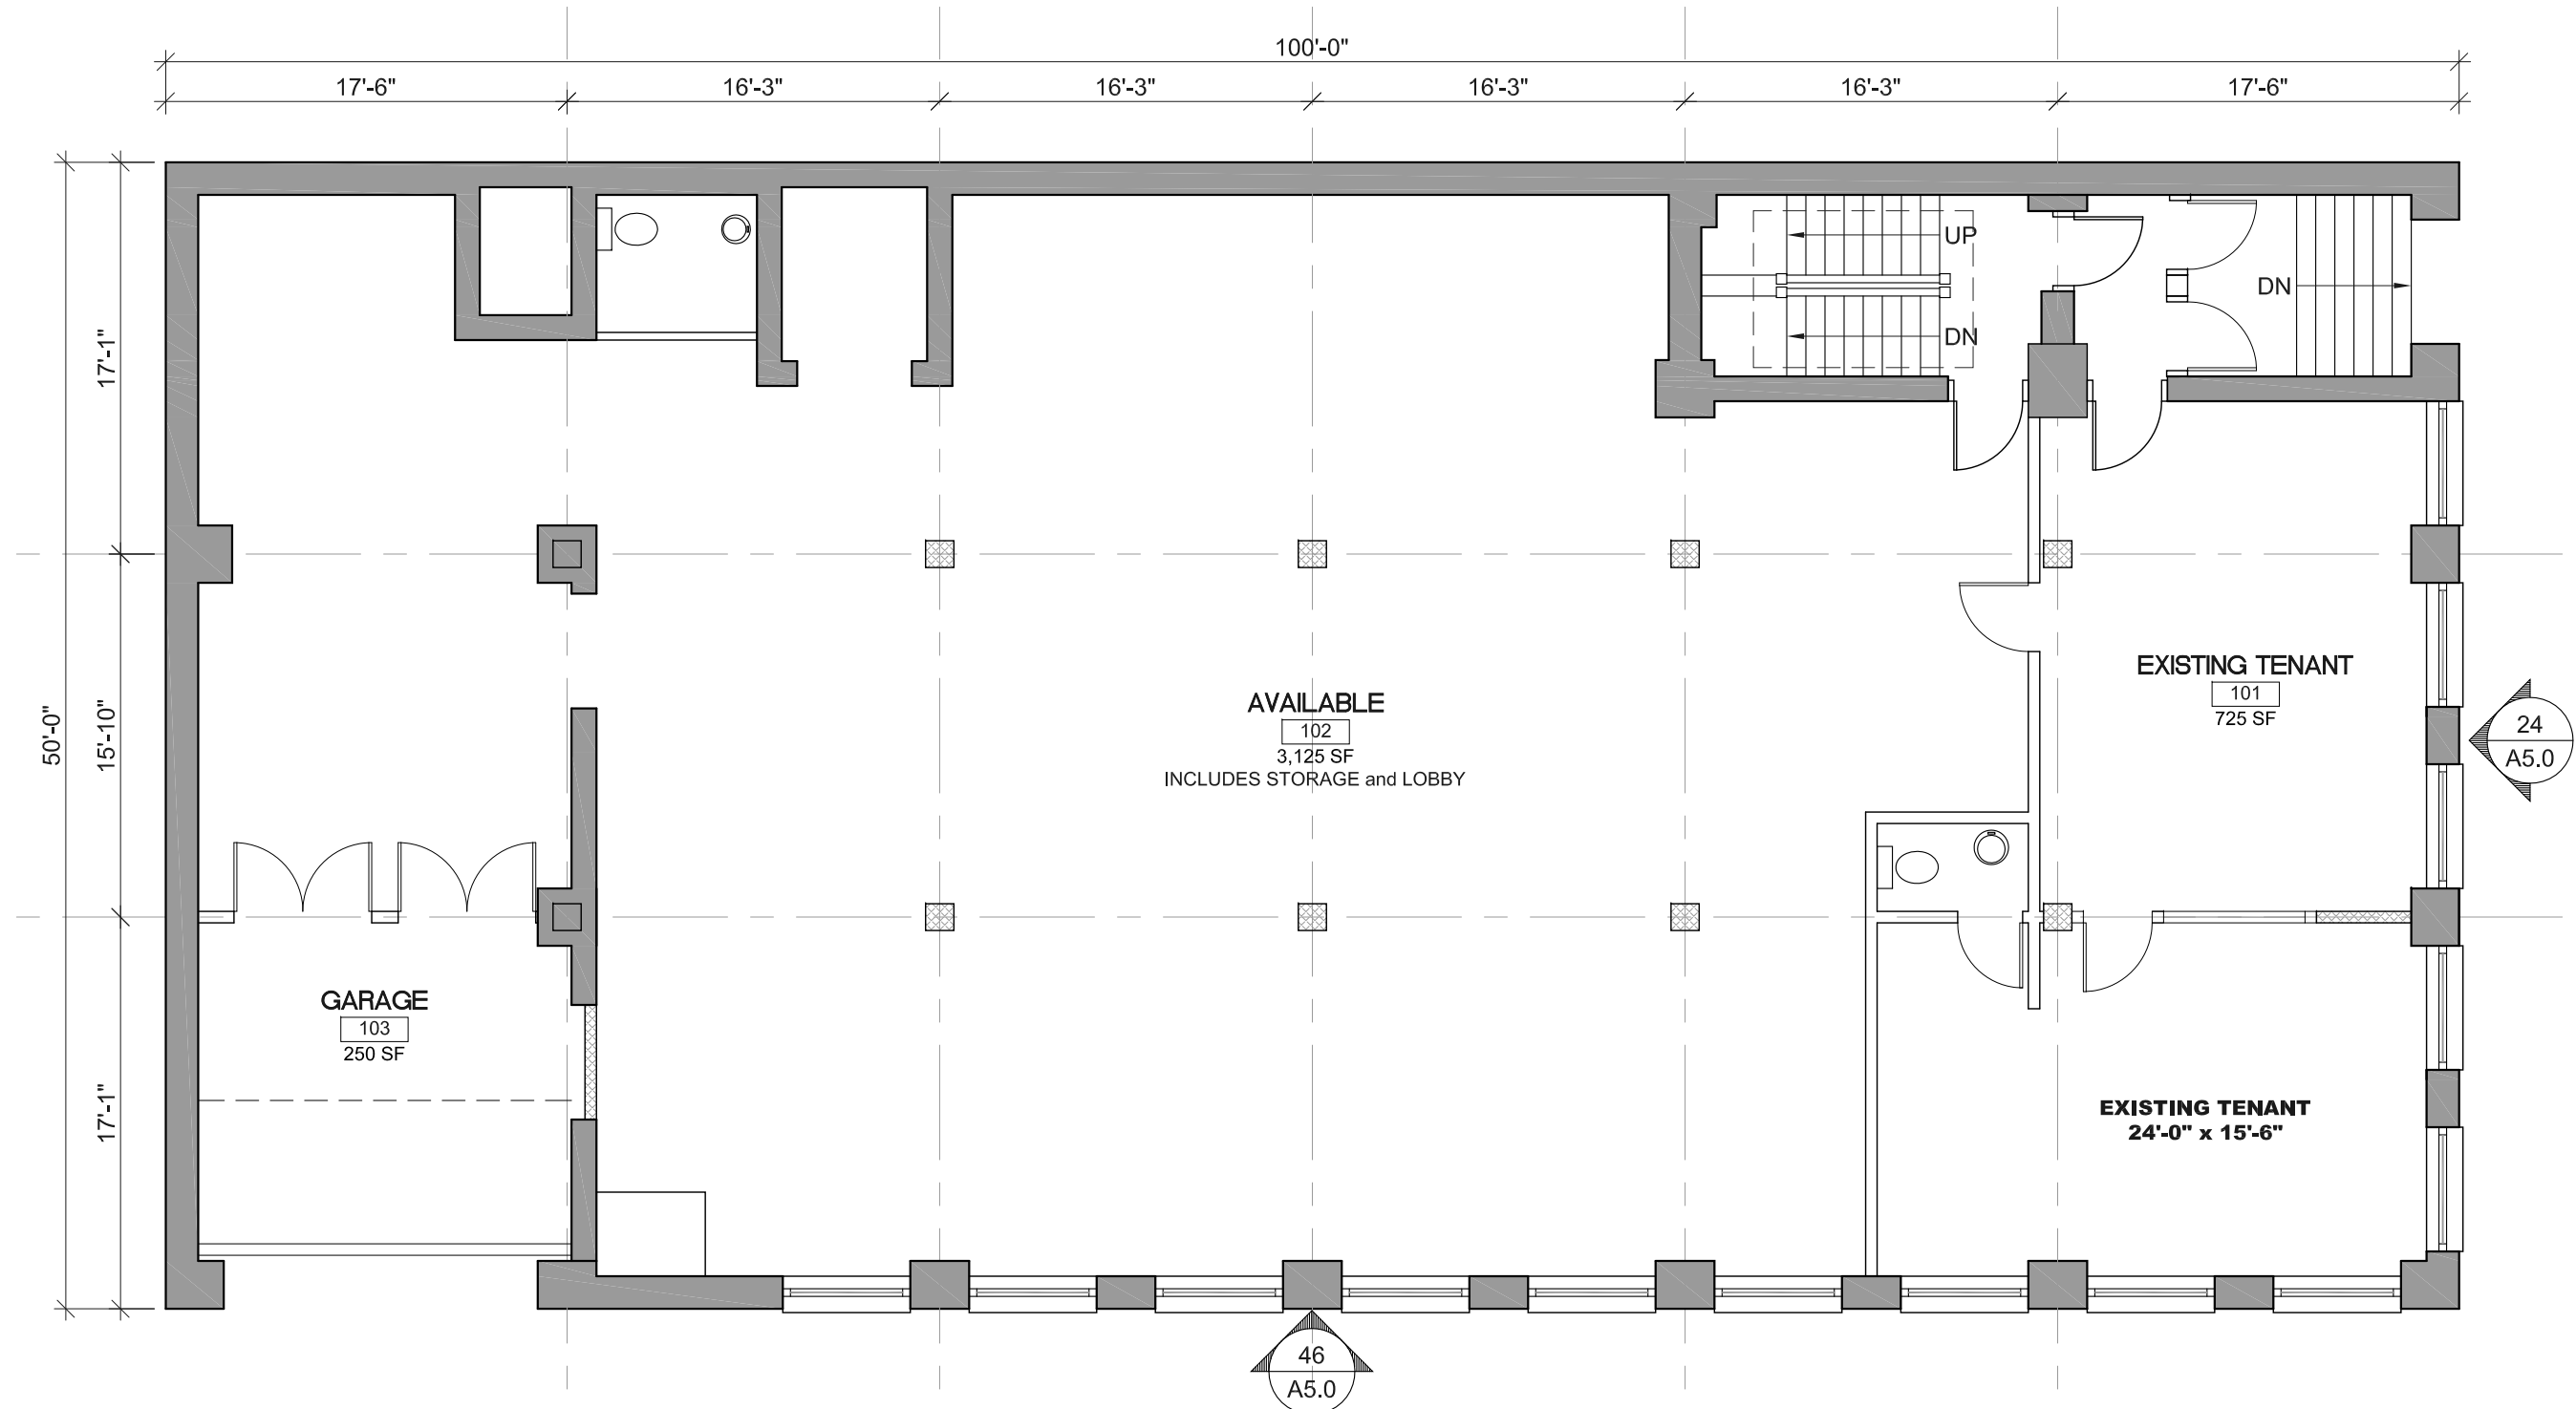 100'-0"
17'-6"
16'-3"
16'-3"
16'-3"
16'-3"
17'-6"
50'-0"
17'-1"
15'-10"
17'-1"
UP
DN
DN
EXISTING TENANT
101
725 SF
AVAILABLE
102
3,125 SF
INCLUDES STORAGE and LOBBY
24
A5.0
GARAGE
103
250 SF
EXISTING TENANT
24'-0" x 15'-6"
46
A5.0